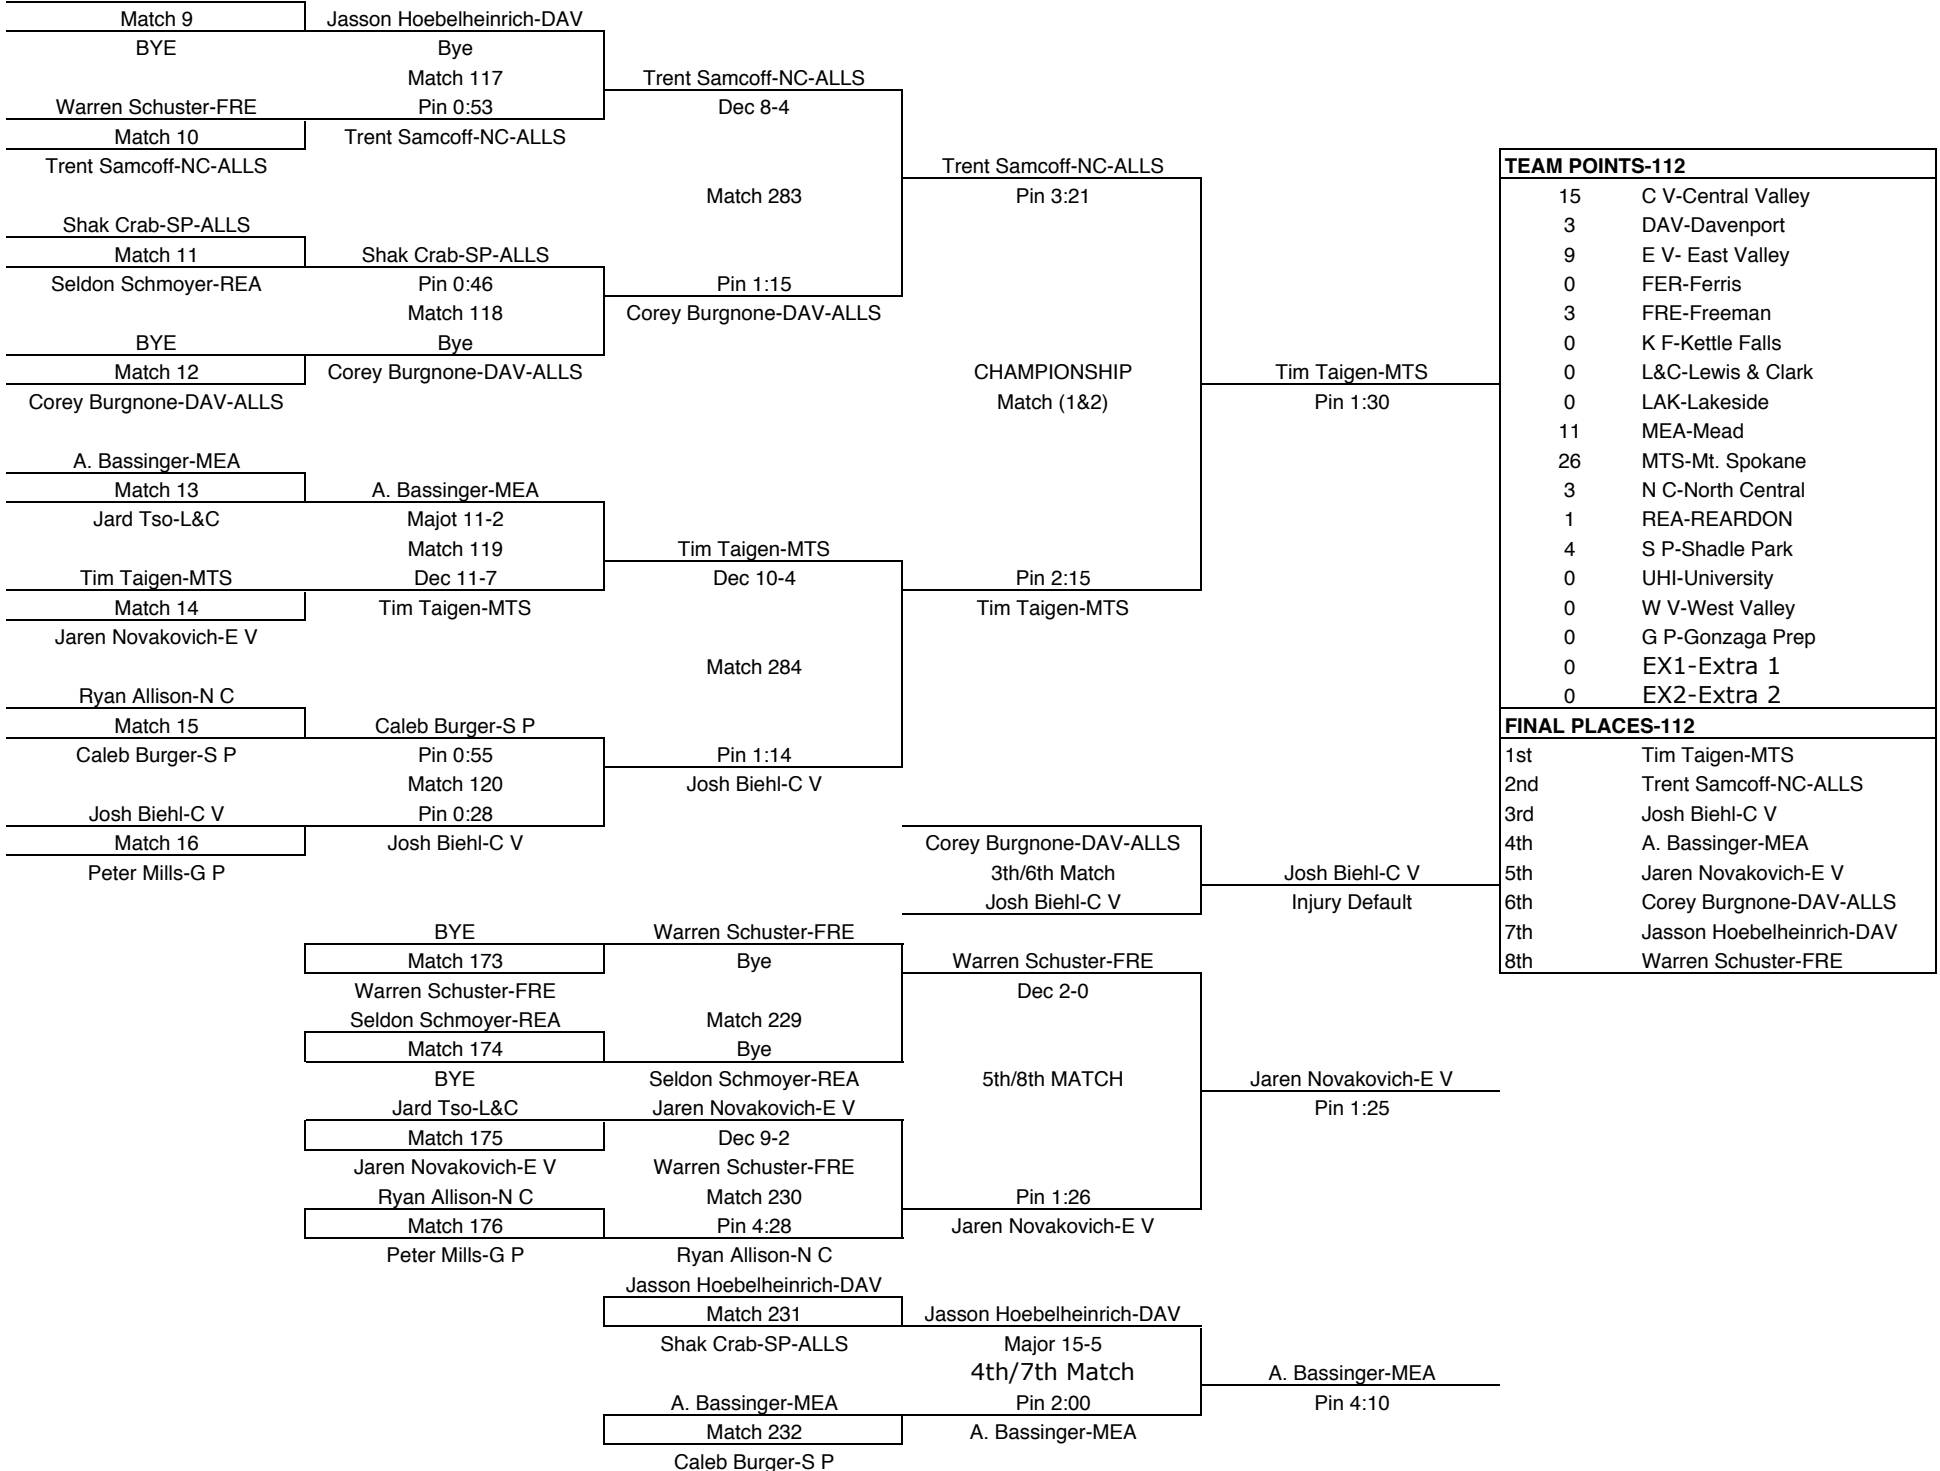 Match 9
Jasson Hoebelheinrich-DAV
BYE
Bye
Match 117
Trent Samcoff-NC-ALLS
Warren Schuster-FRE
Pin 0:53
Dec 8-4
Match 10
Trent Samcoff-NC-ALLS
Trent Samcoff-NC-ALLS
Trent Samcoff-NC-ALLS
Match 283
Pin 3:21
Shak Crab-SP-ALLS
Match 11
Shak Crab-SP-ALLS
Seldon Schmoyer-REA
Pin 0:46
Pin 1:15
Match 118
Corey Burgnone-DAV-ALLS
BYE
Bye
Match 12
Corey Burgnone-DAV-ALLS
CHAMPIONSHIP
Tim Taigen-MTS
Corey Burgnone-DAV-ALLS
Match (1&2)
Pin 1:30
A. Bassinger-MEA
Match 13
A. Bassinger-MEA
Jard Tso-L&C
Majot 11-2
Match 119
Tim Taigen-MTS
Tim Taigen-MTS
Dec 11-7
Dec 10-4
Pin 2:15
Match 14
Tim Taigen-MTS
Tim Taigen-MTS
Jaren Novakovich-E V
Match 284
Ryan Allison-N C
Match 15
Caleb Burger-S P
Caleb Burger-S P
Pin 0:55
Pin 1:14
Match 120
Josh Biehl-C V
Josh Biehl-C V
Pin 0:28
Match 16
Josh Biehl-C V
Corey Burgnone-DAV-ALLS
Peter Mills-G P
3th/6th Match
Josh Biehl-C V
Josh Biehl-C V
Injury Default
TEAM POINTS-112
15 C V-Central Valley
3 DAV-Davenport
9 E V- East Valley
0 FER-Ferris
3 FRE-Freeman
0 K F-Kettle Falls
0 L&C-Lewis & Clark
0 LAK-Lakeside
11 MEA-Mead
26 MTS-Mt. Spokane
3 N C-North Central
1 REA-REARDON
4 S P-Shadle Park
0 UHI-University
0 W V-West Valley
0 G P-Gonzaga Prep
0 EX1-Extra 1
0 EX2-Extra 2
FINAL PLACES-112
1st Tim Taigen-MTS
2nd Trent Samcoff-NC-ALLS
3rd Josh Biehl-C V
4th A. Bassinger-MEA
5th Jaren Novakovich-E V
6th Corey Burgnone-DAV-ALLS
7th Jasson Hoebelheinrich-DAV
8th Warren Schuster-FRE
BYE
Warren Schuster-FRE
Match 173
Bye
Warren Schuster-FRE
Warren Schuster-FRE
Dec 2-0
Seldon Schmoyer-REA
Match 229
Match 174
Bye
BYE
Seldon Schmoyer-REA
5th/8th MATCH
Jaren Novakovich-E V
Jard Tso-L&C
Jaren Novakovich-E V
Pin 1:25
Match 175
Dec 9-2
Jaren Novakovich-E V
Warren Schuster-FRE
Ryan Allison-N C
Match 230
Pin 1:26
Match 176
Pin 4:28
Jaren Novakovich-E V
Peter Mills-G P
Ryan Allison-N C
Jasson Hoebelheinrich-DAV
Match 231
Jasson Hoebelheinrich-DAV
Shak Crab-SP-ALLS
Major 15-5
4th/7th Match
A. Bassinger-MEA
A. Bassinger-MEA
Pin 2:00
Pin 4:10
Match 232
A. Bassinger-MEA
Caleb Burger-S P